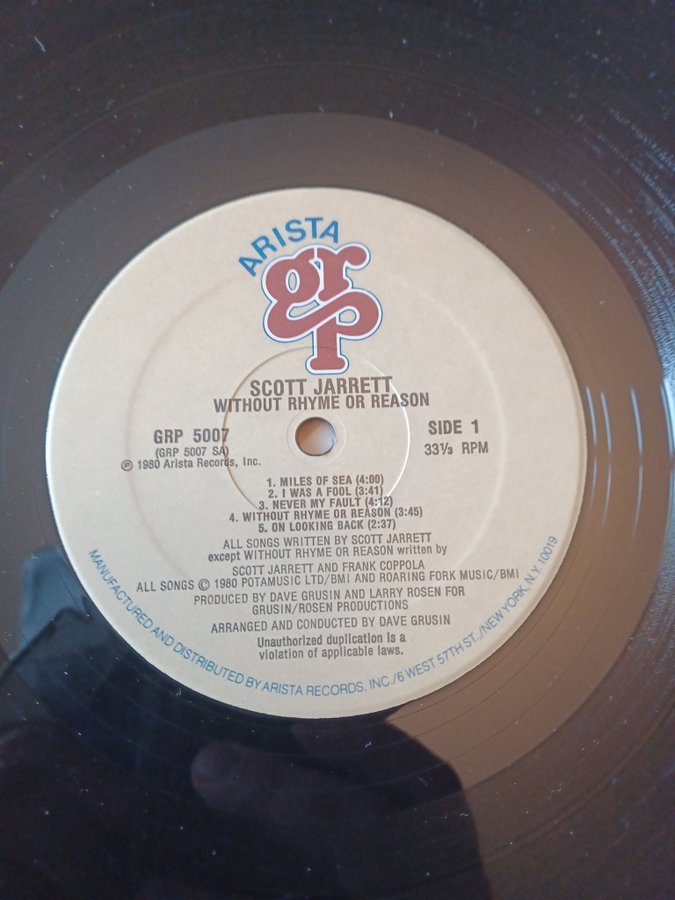 ARISTA
grp
SCOTT JARRETT
WITHOUT RHYME OR REASON
GRP 5007
(GRP 5007 SA)
℗ 1980 Arista Records, Inc.
SIDE 1
33⅓ RPM
1. MILES OF SEA (4:00)
2. I WAS A FOOL (3:41)
3. NEVER MY FAULT (4:12)
4. WITHOUT RHYME OR REASON (3:45)
5. ON LOOKING BACK (2:37)
ALL SONGS WRITTEN BY SCOTT JARRETT
except WITHOUT RHYME OR REASON written by
SCOTT JARRETT AND FRANK COPPOLA
ALL SONGS © 1980 POTAMUSIC LTD/BMI AND ROARING FORK MUSIC/BMI
PRODUCED BY DAVE GRUSIN AND LARRY ROSEN FOR
GRUSIN/ROSEN PRODUCTIONS
ARRANGED AND CONDUCTED BY DAVE GRUSIN
Unauthorized duplication is a
violation of applicable laws.
MANUFACTURED AND DISTRIBUTED BY ARISTA RECORDS, INC./6 WEST 57TH ST./NEW YORK, N.Y. 10019